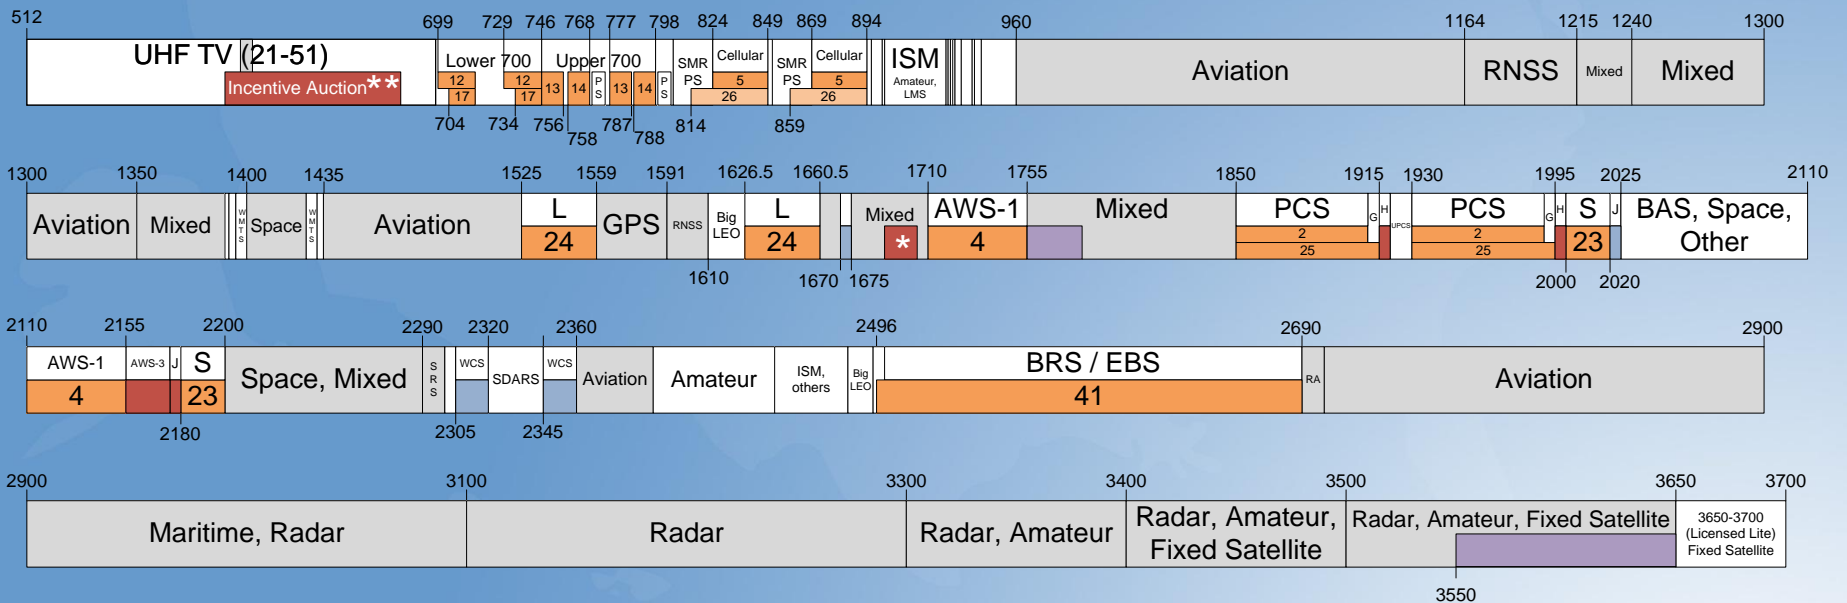 512 699 729 746 768 777 798 824 849 869 894 960 1164 1215 1240 1300
UHF TV (21-51)
Incentive Auction**
Lower 700
Upper 700
12
17
12
17
13
14
P
S
13
14
P
S
SMR
PS
Cellular
5
26
SMR
PS
Cellular
5
26
ISM
Amateur,
LMS
Aviation
RNSS
Mixed
Mixed
704 734 756 758 787 788 814 859
1300 1350 1400 1435 1525 1559 1591 1626.5 1660.5 1710 1755 1850 1915 1930 1995 2025 2110
Aviation
Mixed
W
M
T
S
Space
W
M
T
S
Aviation
L
24
GPS
RNSS
Big
LEO
L
24
Mixed
*
AWS-1
4
Mixed
PCS
2
25
G
H
UPCS
PCS
2
25
G
H
S
23
J
BAS, Space,
Other
1610 1670 1675 2000 2020
2110 2155 2200 2290 2320 2360 2496 2690 2900
AWS-1
4
AWS-3
J
S
23
Space, Mixed
S
R
S
WCS
SDARS
WCS
Aviation
Amateur
ISM,
others
Big
LEO
BRS / EBS
41
RA
Aviation
2180 2305 2345
2900 3100 3300 3400 3500 3650 3700
Maritime, Radar
Radar
Radar, Amateur
Radar, Amateur,
Fixed Satellite
Radar, Amateur, Fixed Satellite
3650-3700
(Licensed Lite)
Fixed Satellite
3550